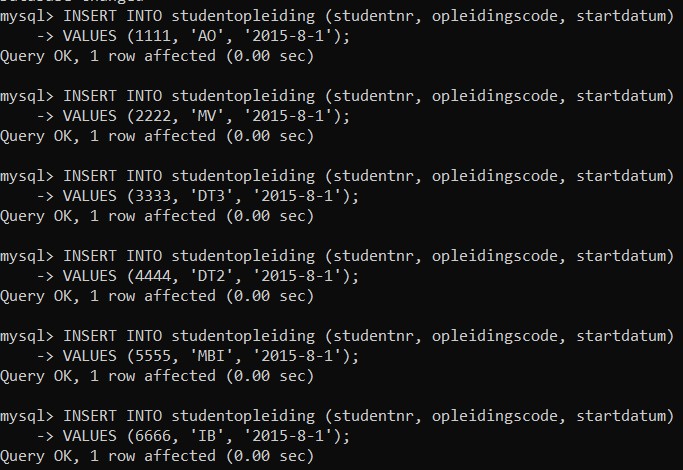 Database changed
mysql> INSERT INTO studentopleiding (studentnr, opleidingscode, startdatum)
    -> VALUES (1111, 'AO', '2015-8-1');
Query OK, 1 row affected (0.00 sec)

mysql> INSERT INTO studentopleiding (studentnr, opleidingscode, startdatum)
    -> VALUES (2222, 'MV', '2015-8-1');
Query OK, 1 row affected (0.00 sec)

mysql> INSERT INTO studentopleiding (studentnr, opleidingscode, startdatum)
    -> VALUES (3333, 'DT3', '2015-8-1');
Query OK, 1 row affected (0.00 sec)

mysql> INSERT INTO studentopleiding (studentnr, opleidingscode, startdatum)
    -> VALUES (4444, 'DT2', '2015-8-1');
Query OK, 1 row affected (0.00 sec)

mysql> INSERT INTO studentopleiding (studentnr, opleidingscode, startdatum)
    -> VALUES (5555, 'MBI', '2015-8-1');
Query OK, 1 row affected (0.00 sec)

mysql> INSERT INTO studentopleiding (studentnr, opleidingscode, startdatum)
    -> VALUES (6666, 'IB', '2015-8-1');
Query OK, 1 row affected (0.00 sec)